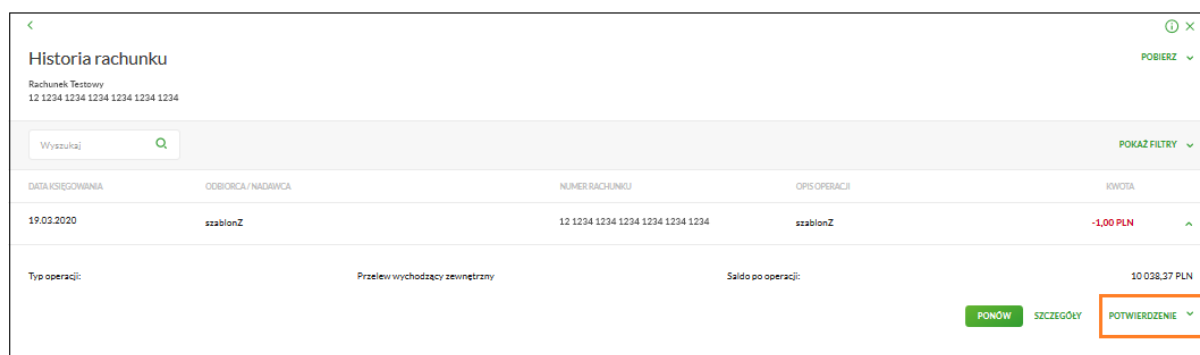 Historia rachunku
POBIERZ
Rachunek Testowy
12 1234 1234 1234 1234 1234 1234
Wyszukaj
POKAŻ FILTRY
DATA KSIĘGOWANIA ODBIORCA / NADAWCA NUMER RACHUNKU OPIS OPERACJI KWOTA
19.03.2020 szablonZ 12 1234 1234 1234 1234 1234 1234 szablonZ -1,00 PLN
Typ operacji: Przelew wychodzący zewnętrzny Saldo po operacji: 10 038,37 PLN
PONÓW SZCZEGÓŁY POTWIERDZENIE